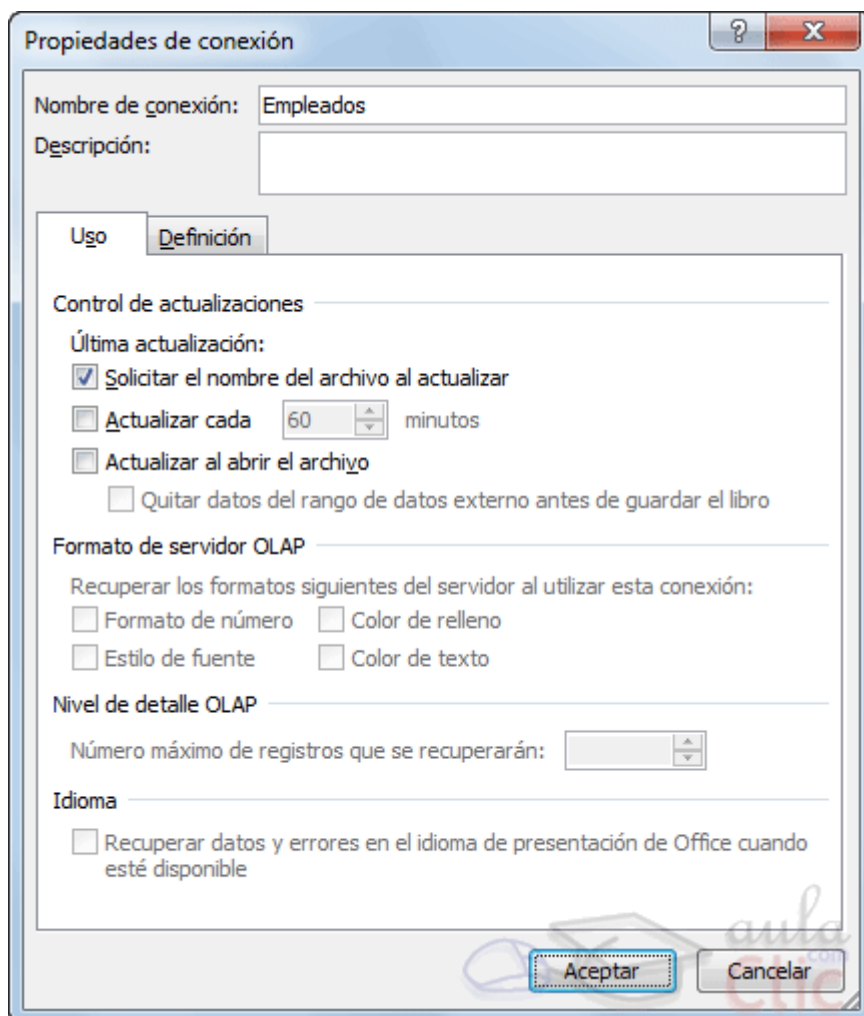 Propiedades de conexión
Nombre de conexión: Empleados
Descripción:
Uso Definición
Control de actualizaciones
Última actualización:
Solicitar el nombre del archivo al actualizar
Actualizar cada 60 minutos
Actualizar al abrir el archivo
Quitar datos del rango de datos externo antes de guardar el libro
Formato de servidor OLAP
Recuperar los formatos siguientes del servidor al utilizar esta conexión:
Formato de número Color de relleno
Estilo de fuente Color de texto
Nivel de detalle OLAP
Número máximo de registros que se recuperarán:
Idioma
Recuperar datos y errores en el idioma de presentación de Office cuando
esté disponible
aula
.com
Clic
Aceptar Cancelar